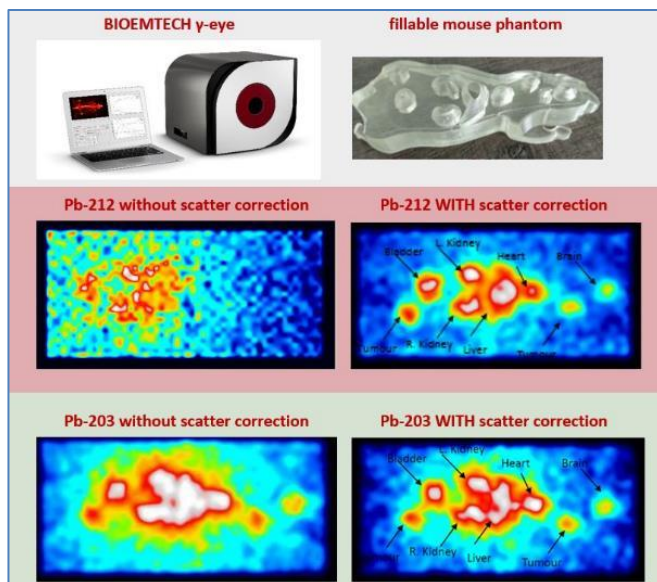 BIOEMTECH γ-eye
fillable mouse phantom
Pb-212 without scatter correction
Pb-212 WITH scatter correction
Bladder
L. Kidney
Heart
Brain
Tumour
R. Kidney
Liver
Tumour
Pb-203 without scatter correction
Pb-203 WITH scatter correction
Bladder
L. Kidney
Heart
Brain
R. Kidney
Liver
Tumour